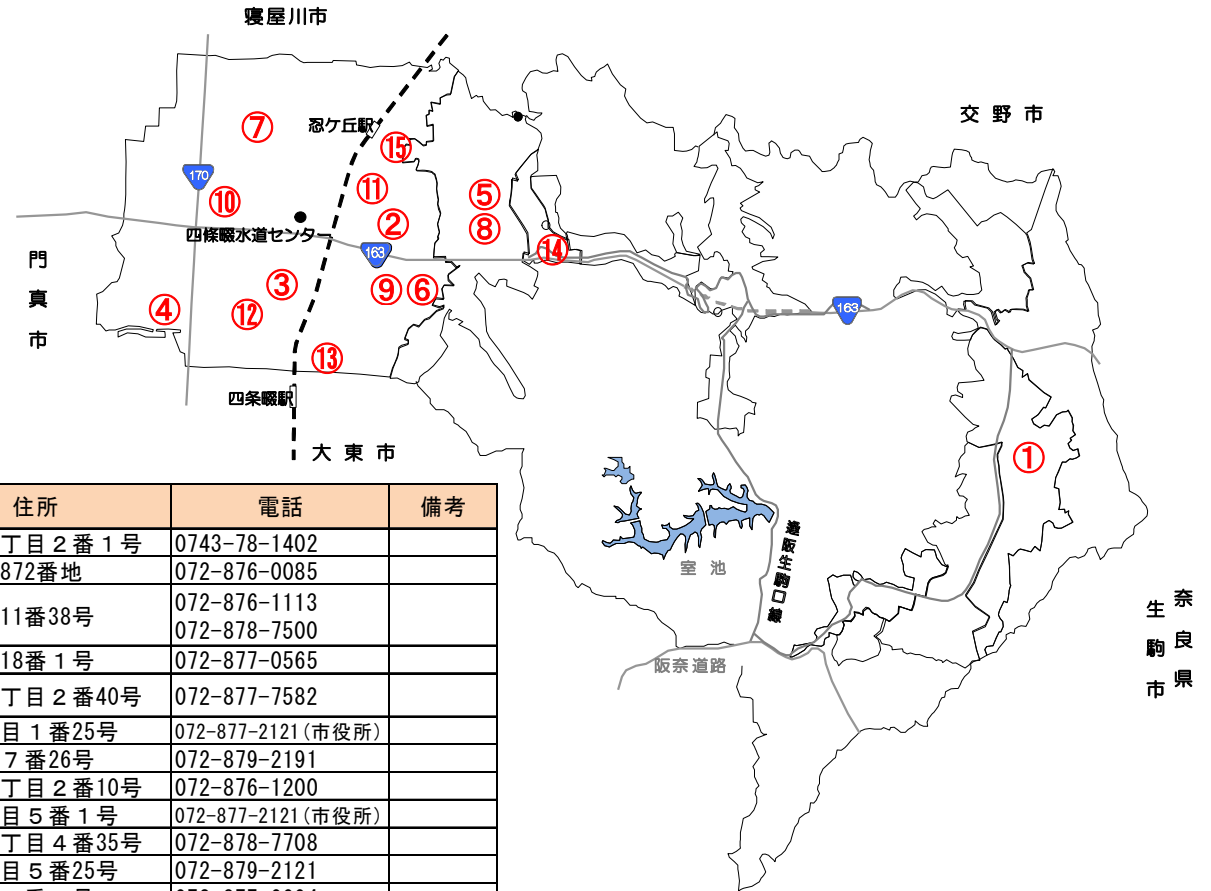 寝屋川市
交野市
⑦
忍ケ丘駅
⑮
170
⑪
⑤
⑩
②
⑧
四條畷水道センター
163
⑭
門真市
③
⑨
⑥
④
⑫
163
⑬
四条畷駅
大東市
①
室池
阪奈道路
奈良県
生駒市
住所 電話 備考
丁目2番1号 0743-78-1402
872番地 072-876-0085
11番38号 072-876-1113
072-878-7500
18番1号 072-877-0565
丁目2番40号 072-877-7582
目1番25号 072-877-2121(市役所)
7番26号 072-879-2191
丁目2番10号 072-876-1200
目5番1号 072-877-2121(市役所)
丁目4番35号 072-878-7708
目5番25号 072-879-2121